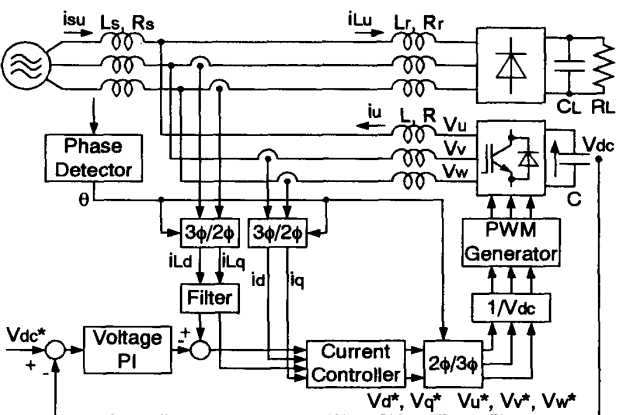 isu Ls, Rs iLu Lr, Rr
CL RL
iu L, R Vu
Vv
Vw
Vdc
C
Phase
Detector
θ
3ϕ/2ϕ 3ϕ/2ϕ
iLd iLq id iq
Filter
PWM
Generator
1/Vdc
Vdc*
+ -
Voltage
PI
- +
Current
Controller
2ϕ/3ϕ
Vd*, Vq* Vu*, Vv*, Vw*